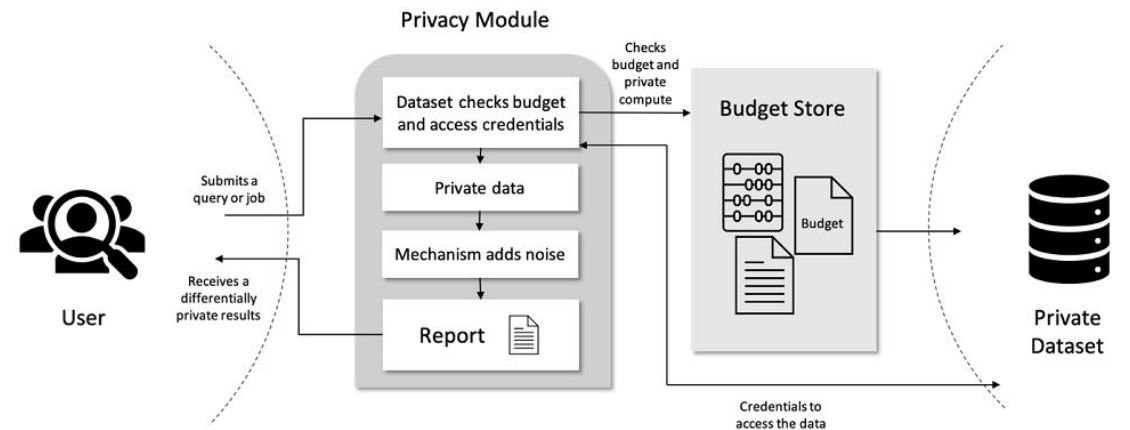 Privacy Module
Checks
budget and
private
compute
Dataset checks budget
and access credentials
Budget Store
Submits a
query or job
Private data
Budget
Mechanism adds noise
Receives a
differentially
private results
User
Report
Private
Dataset
Credentials to
access the data